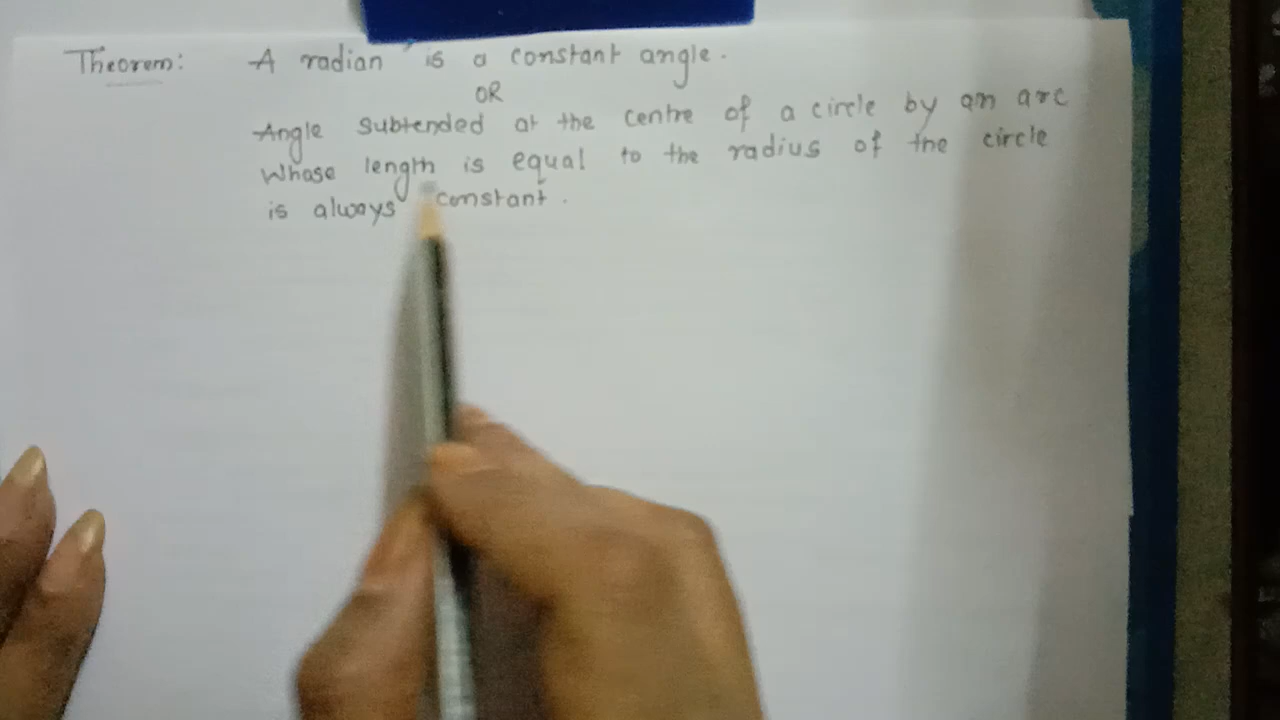 Theorem: A radian is a constant angle.
OR
Angle subtended at the centre of a circle by an arc
Whose length is equal to the radius of the circle
is always constant.